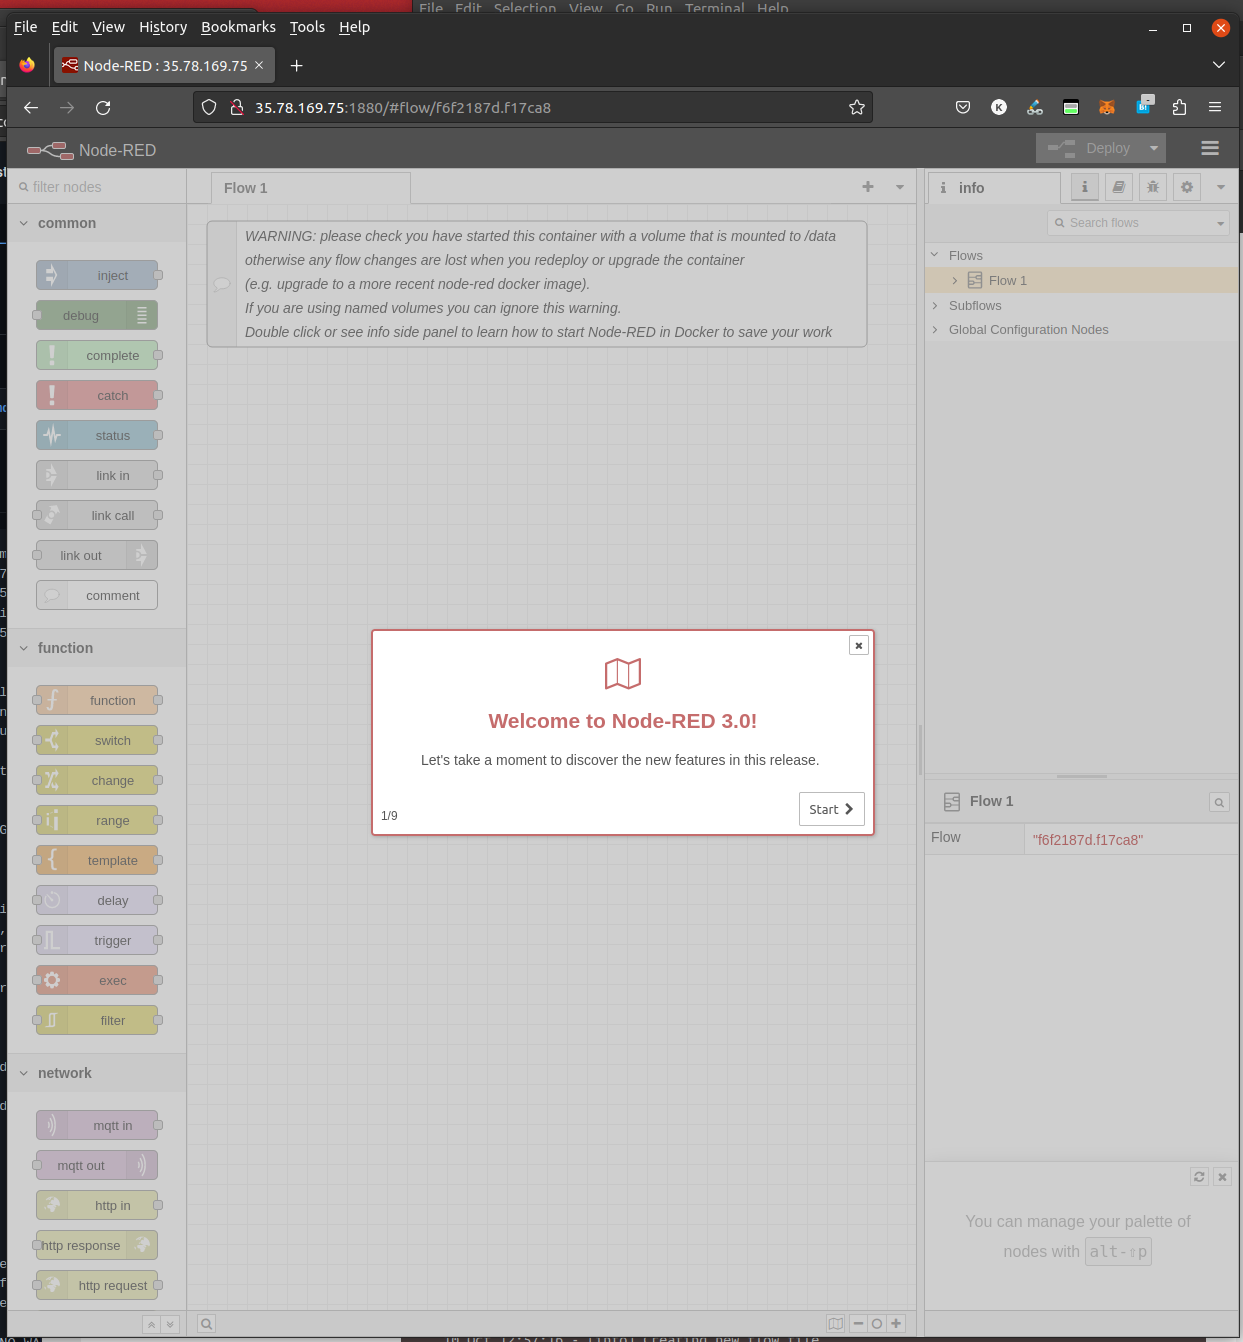 File Edit Selection View Go Run Terminal Help
File Edit View History Bookmarks Tools Help
Node-RED : 35.78.169.75
35.78.169.75:1880/#flow/f6f2187d.f17ca8
Node-RED
Deploy
filter nodes
Flow 1
info
Search flows
common
inject
debug
complete
catch
status
link in
link call
link out
comment
function
function
switch
change
range
template
delay
trigger
exec
filter
network
mqtt in
mqtt out
http in
http response
http request
WARNING: please check you have started this container with a volume that is mounted to /data
otherwise any flow changes are lost when you redeploy or upgrade the container
(e.g. upgrade to a more recent node-red docker image).
If you are using named volumes you can ignore this warning.
Double click or see info side panel to learn how to start Node-RED in Docker to save your work
Welcome to Node-RED 3.0!
Let's take a moment to discover the new features in this release.
1/9
Start
Flows
Flow 1
Subflows
Global Configuration Nodes
Flow 1
Flow "f6f2187d.f17ca8"
You can manage your palette of
nodes with alt-⇧p